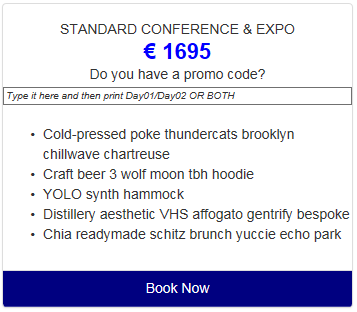 STANDARD CONFERENCE & EXPO
€ 1695
Do you have a promo code?
Type it here and then print Day01/Day02 OR BOTH
• Cold-pressed poke thundercats brooklyn
chillwave chartreuse
• Craft beer 3 wolf moon tbh hoodie
• YOLO synth hammock
• Distillery aesthetic VHS affogato gentrify bespoke
• Chia readymade schitz brunch yuccie echo park
Book Now